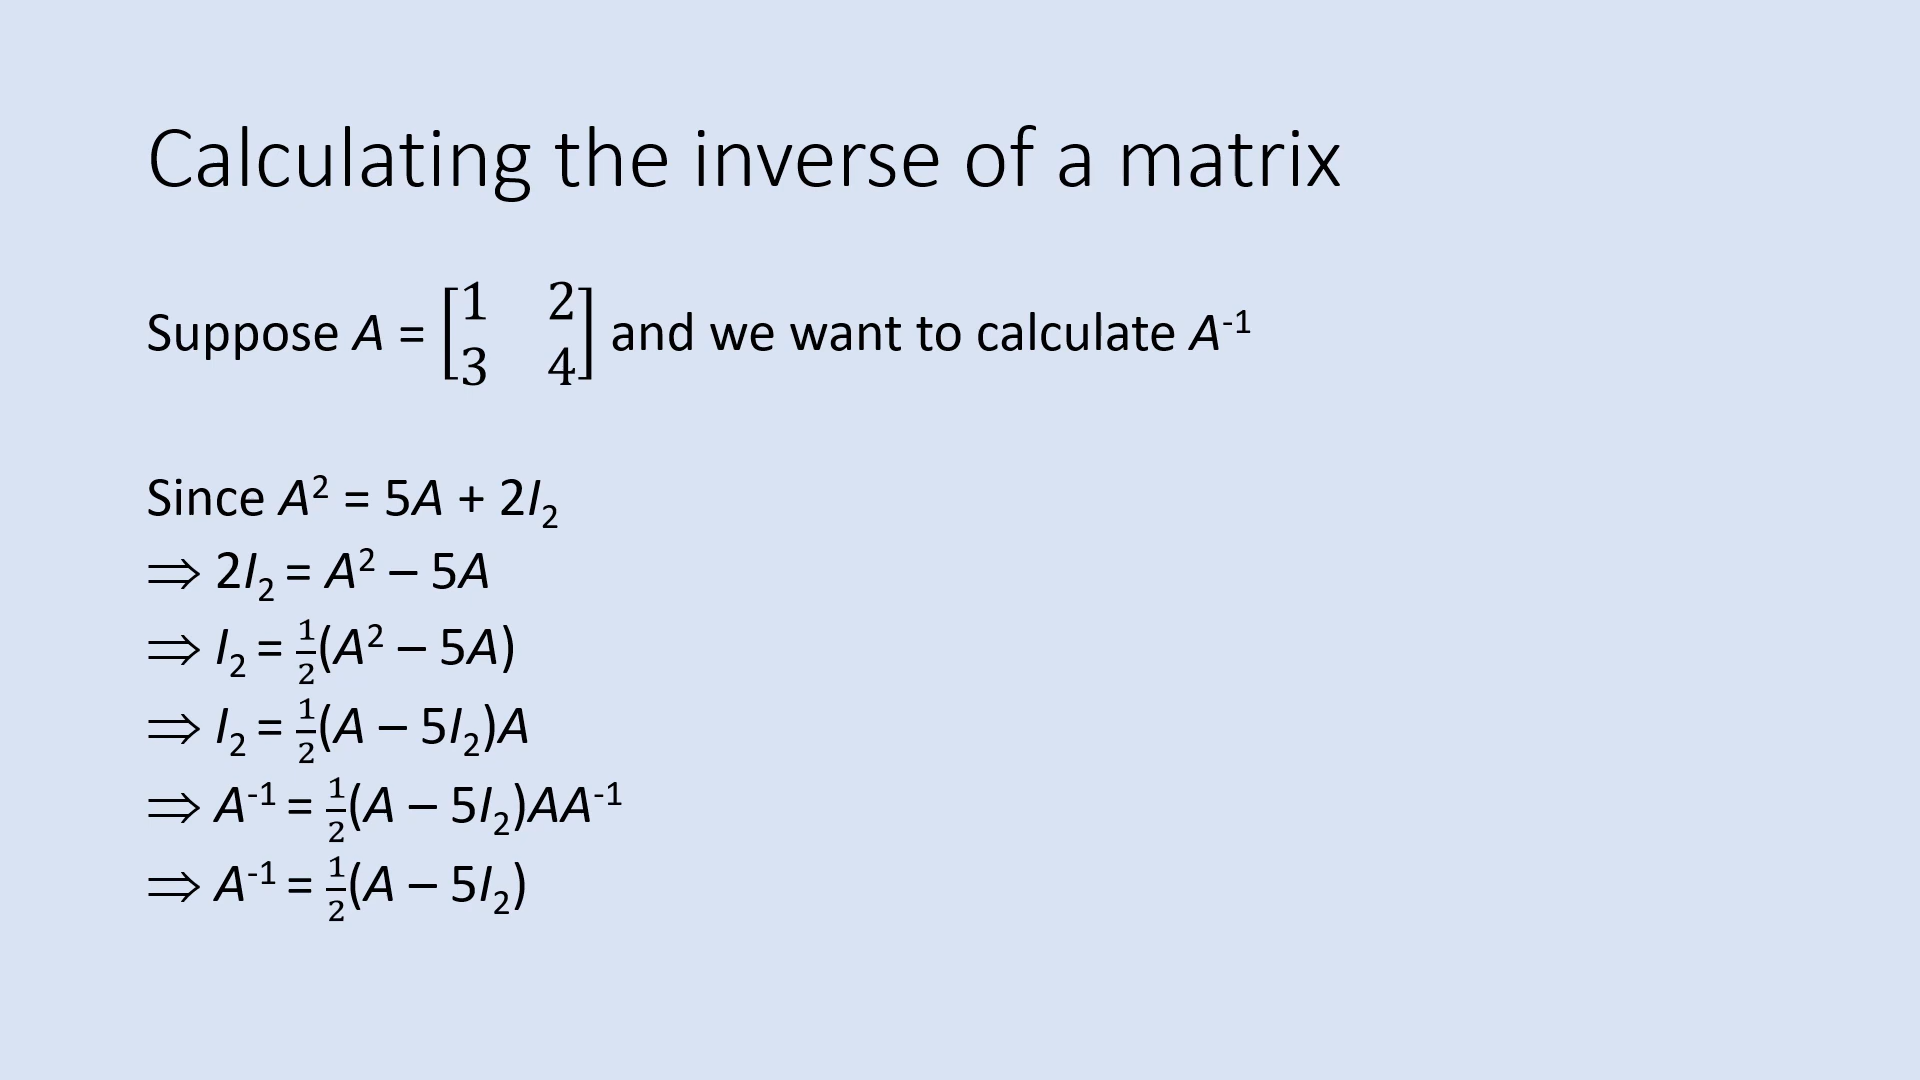 Calculating the inverse of a matrix
Suppose A = [1 2; 3 4] and we want to calculate A⁻¹
Since A² = 5A + 2I₂
⟹ 2I₂ = A² – 5A
⟹ I₂ = ½(A² – 5A)
⟹ I₂ = ½(A – 5I₂)A
⟹ A⁻¹ = ½(A – 5I₂)AA⁻¹
⟹ A⁻¹ = ½(A – 5I₂)